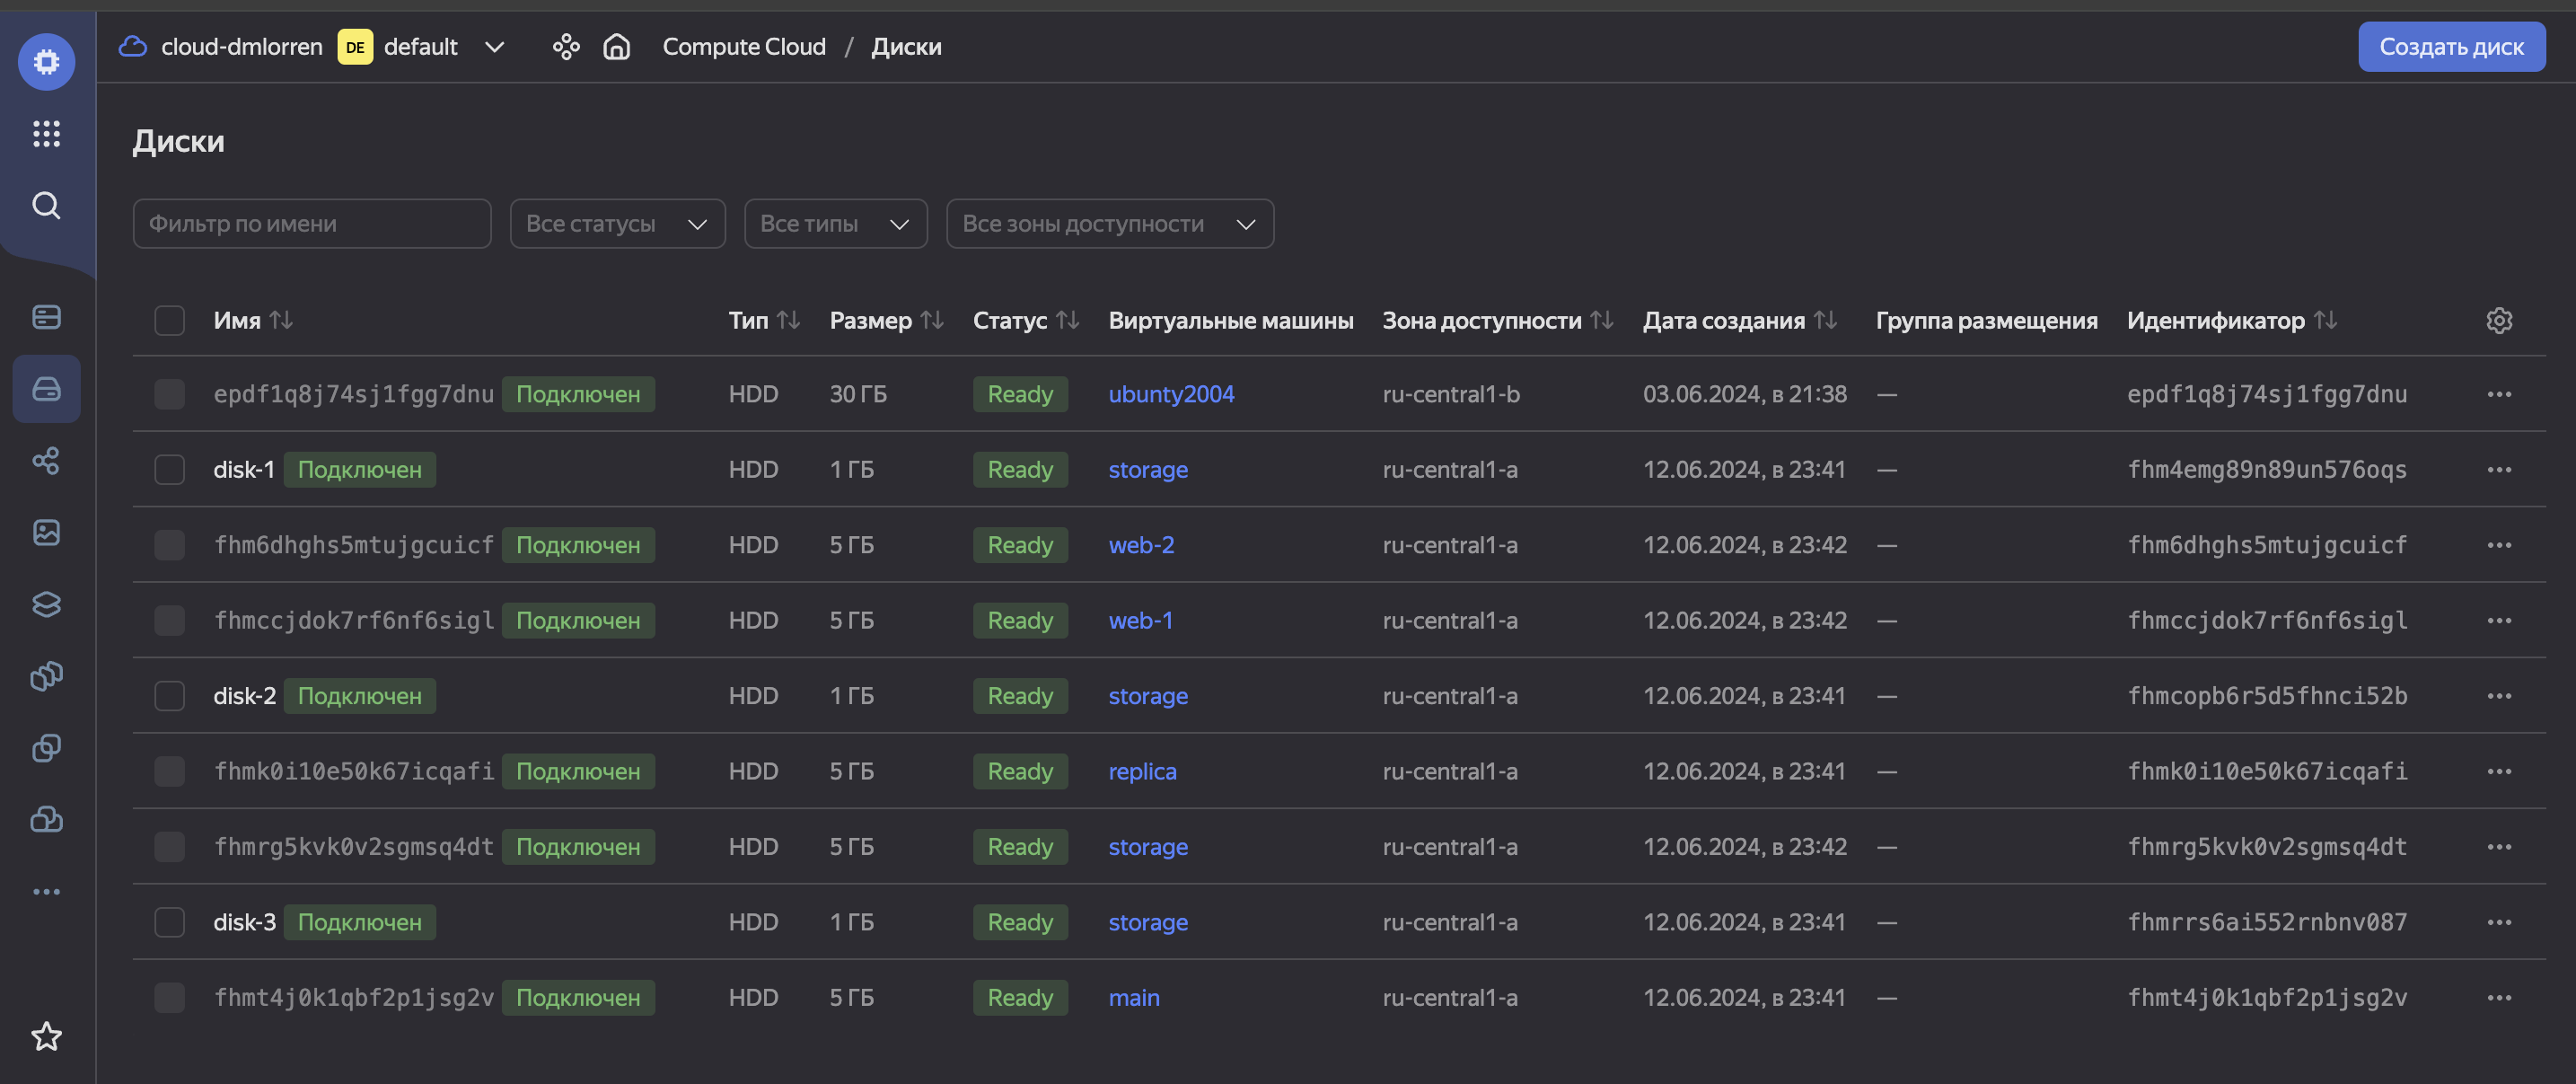 cloud-dmlorren DE default Compute Cloud / Диски Создать диск
Диски
Фильтр по имени Все статусы Все типы Все зоны доступности
Имя Тип Размер Статус Виртуальные машины Зона доступности Дата создания Группа размещения Идентификатор
epdf1q8j74sj1fgg7dnu Подключен HDD 30 ГБ Ready ubunty2004 ru-central1-b 03.06.2024, в 21:38 — epdf1q8j74sj1fgg7dnu
disk-1 Подключен HDD 1 ГБ Ready storage ru-central1-a 12.06.2024, в 23:41 — fhm4emg89n89un576oqs
fhm6dhghs5mtujgcuicf Подключен HDD 5 ГБ Ready web-2 ru-central1-a 12.06.2024, в 23:42 — fhm6dhghs5mtujgcuicf
fhmccjdok7rf6nf6sigl Подключен HDD 5 ГБ Ready web-1 ru-central1-a 12.06.2024, в 23:42 — fhmccjdok7rf6nf6sigl
disk-2 Подключен HDD 1 ГБ Ready storage ru-central1-a 12.06.2024, в 23:41 — fhmcopb6r5d5fhnci52b
fhmk0i10e50k67icqafi Подключен HDD 5 ГБ Ready replica ru-central1-a 12.06.2024, в 23:41 — fhmk0i10e50k67icqafi
fhmrg5kvk0v2sgmsq4dt Подключен HDD 5 ГБ Ready storage ru-central1-a 12.06.2024, в 23:42 — fhmrg5kvk0v2sgmsq4dt
disk-3 Подключен HDD 1 ГБ Ready storage ru-central1-a 12.06.2024, в 23:41 — fhmrrs6ai552rnbnv087
fhmt4j0k1qbf2p1jsg2v Подключен HDD 5 ГБ Ready main ru-central1-a 12.06.2024, в 23:41 — fhmt4j0k1qbf2p1jsg2v